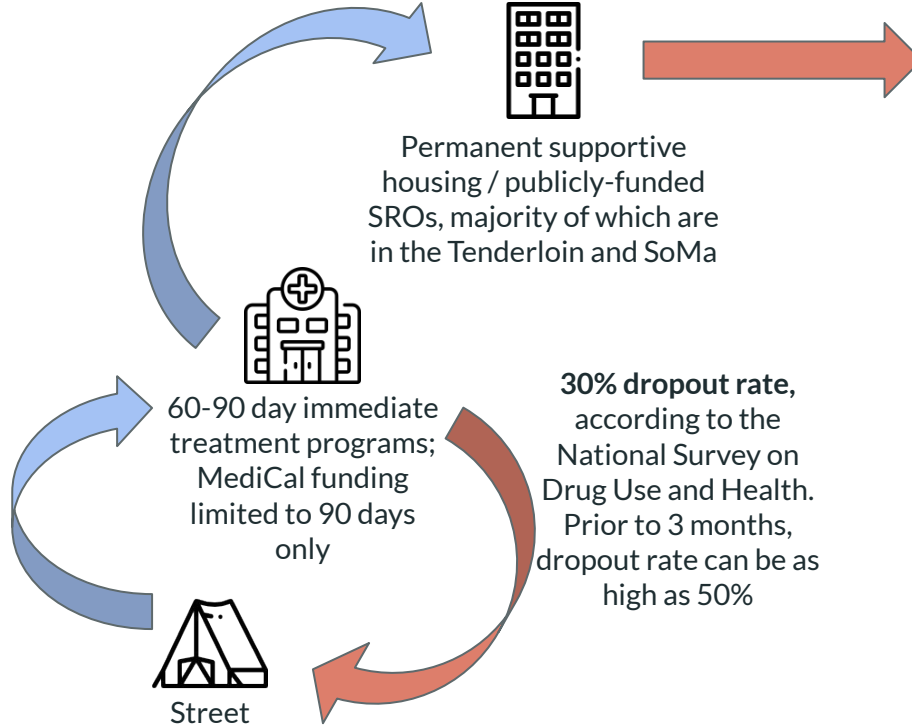 Permanent supportive
housing / publicly-funded
SROs, majority of which are
in the Tenderloin and SoMa
60-90 day immediate
treatment programs;
MediCal funding
limited to 90 days
only
30% dropout rate,
according to the
National Survey on
Drug Use and Health.
Prior to 3 months,
dropout rate can be as
high as 50%
Street